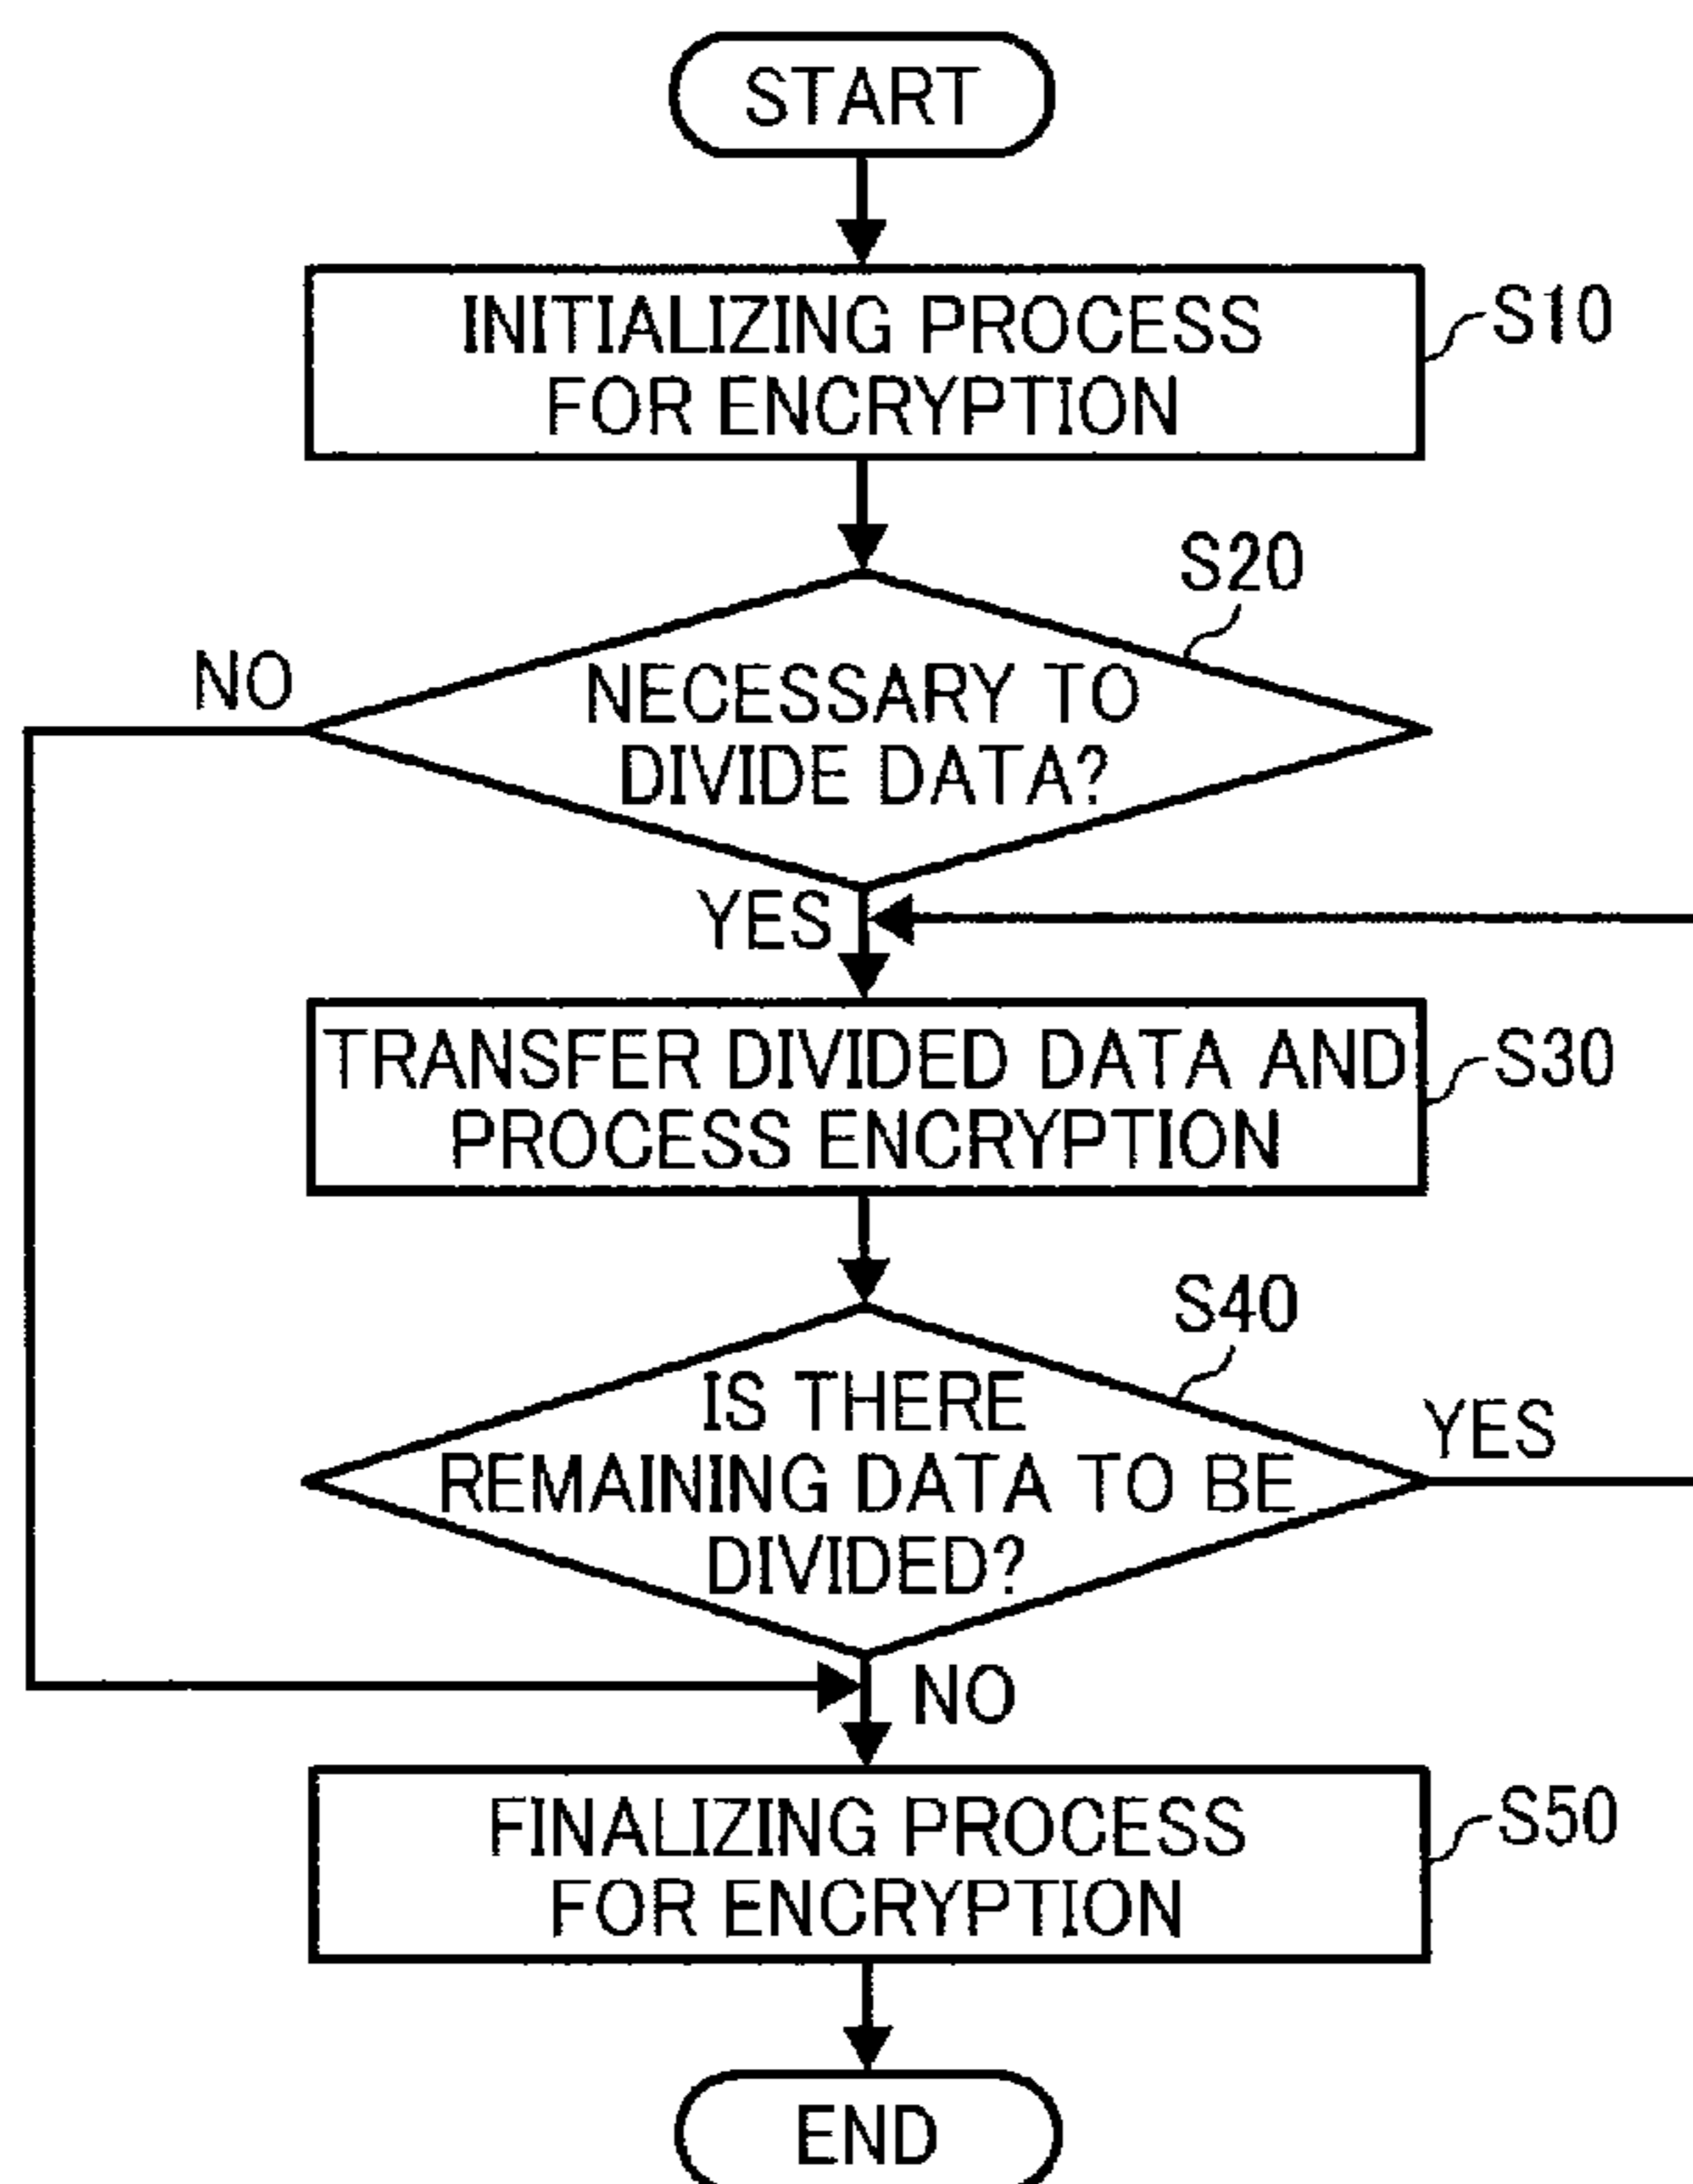 START
INITIALIZING PROCESS
FOR ENCRYPTION
S10
S20
NO
NECESSARY TO
DIVIDE DATA?
YES
TRANSFER DIVIDED DATA AND
PROCESS ENCRYPTION
S30
S40
IS THERE
REMAINING DATA TO BE
DIVIDED?
YES
NO
FINALIZING PROCESS
FOR ENCRYPTION
S50
END